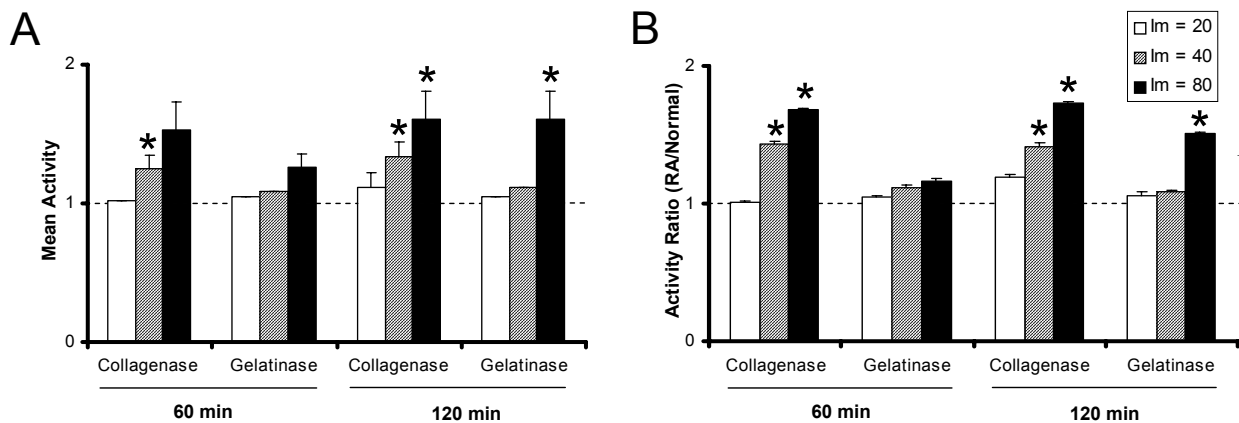 A
Mean Activity
2
1
0
*
*
*
*
Collagenase Gelatinase Collagenase Gelatinase
60 min 120 min
B
Activity Ratio (RA/Normal)
2
1
0
*
*
*
*
*
Im = 20
Im = 40
Im = 80
Collagenase Gelatinase Collagenase Gelatinase
60 min 120 min